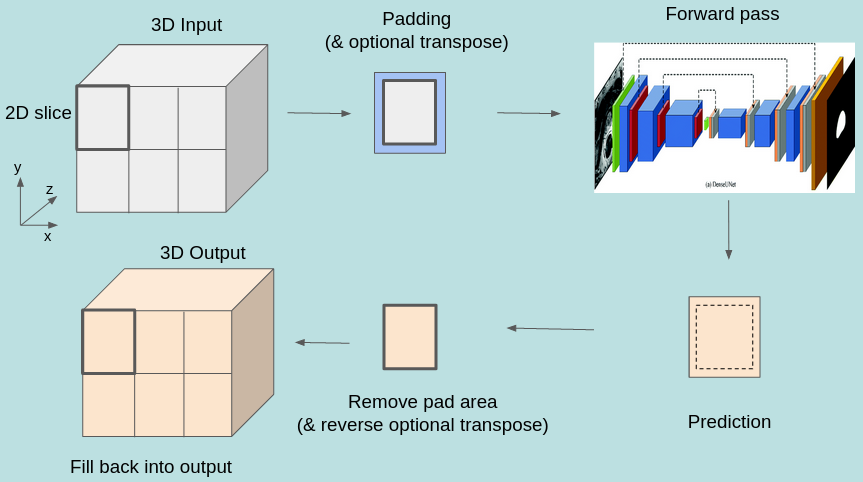 3D Input
Padding
(& optional transpose)
Forward pass
2D slice
y
z
x
(a) DenseUNet
3D Output
Remove pad area
(& reverse optional transpose)
Prediction
Fill back into output